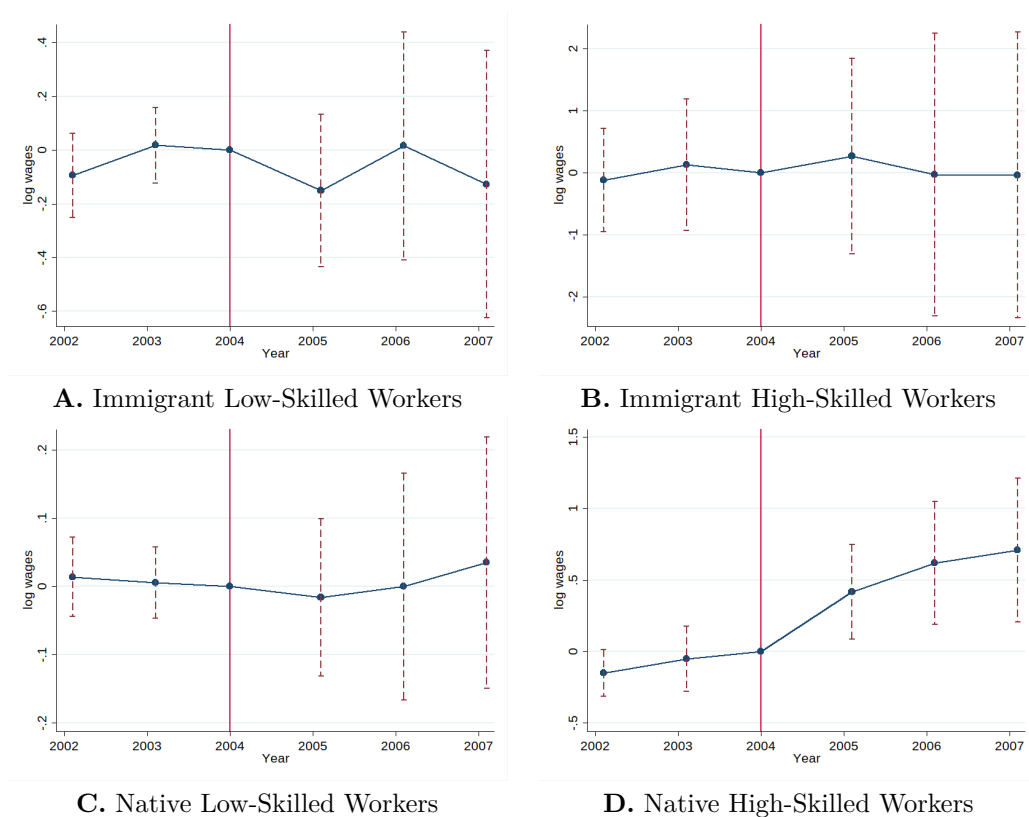 .4
.2
0
-.2
-.4
-.6
log wages
2002 2003 2004 2005 2006 2007
Year
A. Immigrant Low-Skilled Workers
2
1
0
-1
-2
log wages
2002 2003 2004 2005 2006 2007
Year
B. Immigrant High-Skilled Workers
.2
.1
0
-.1
-.2
log wages
2002 2003 2004 2005 2006 2007
Year
C. Native Low-Skilled Workers
1.5
1
.5
0
-.5
log wages
2002 2003 2004 2005 2006 2007
Year
D. Native High-Skilled Workers